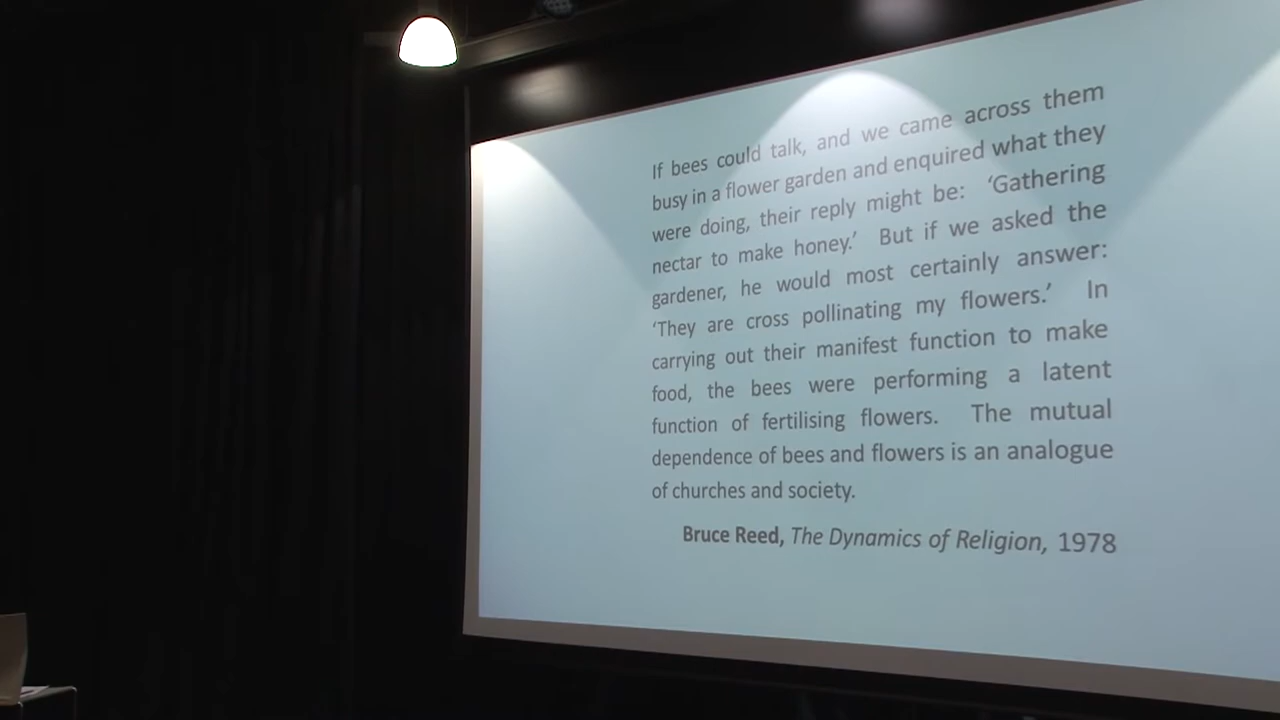 If bees could talk, and we came across them
busy in a flower garden and enquired what they
were doing, their reply might be: ‘Gathering
nectar to make honey.’ But if we asked the
gardener, he would most certainly answer:
‘They are cross pollinating my flowers.’ In
carrying out their manifest function to make
food, the bees were performing a latent
function of fertilising flowers. The mutual
dependence of bees and flowers is an analogue
of churches and society.
Bruce Reed, The Dynamics of Religion, 1978